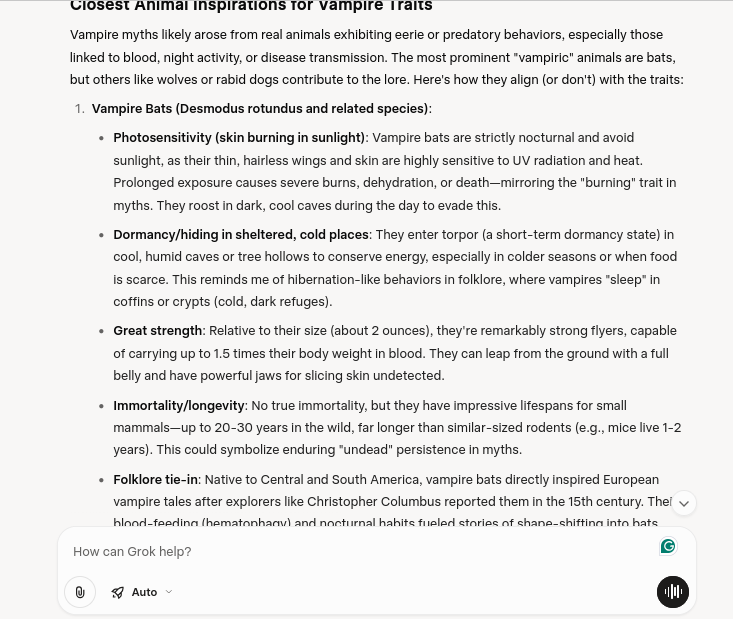 Closest Animal Inspirations for Vampire Traits
Vampire myths likely arose from real animals exhibiting eerie or predatory behaviors, especially those
linked to blood, night activity, or disease transmission. The most prominent "vampiric" animals are bats,
but others like wolves or rabid dogs contribute to the lore. Here's how they align (or don't) with the traits:
1. Vampire Bats (Desmodus rotundus and related species):
• Photosensitivity (skin burning in sunlight): Vampire bats are strictly nocturnal and avoid
sunlight, as their thin, hairless wings and skin are highly sensitive to UV radiation and heat.
Prolonged exposure causes severe burns, dehydration, or death—mirroring the "burning" trait in
myths. They roost in dark, cool caves during the day to evade this.
• Dormancy/hiding in sheltered, cold places: They enter torpor (a short-term dormancy state) in
cool, humid caves or tree hollows to conserve energy, especially in colder seasons or when food
is scarce. This reminds me of hibernation-like behaviors in folklore, where vampires "sleep" in
coffins or crypts (cold, dark refuges).
• Great strength: Relative to their size (about 2 ounces), they're remarkably strong flyers, capable
of carrying up to 1.5 times their body weight in blood. They can leap from the ground with a full
belly and have powerful jaws for slicing skin undetected.
• Immortality/longevity: No true immortality, but they have impressive lifespans for small
mammals—up to 20-30 years in the wild, far longer than similar-sized rodents (e.g., mice live 1-2
years). This could symbolize enduring "undead" persistence in myths.
• Folklore tie-in: Native to Central and South America, vampire bats directly inspired European
vampire tales after explorers like Christopher Columbus reported them in the 15th century.
blood-feeding (hematophagy) and nocturnal habits fueled stories of shape-shifting into bats
How can Grok help?
Auto